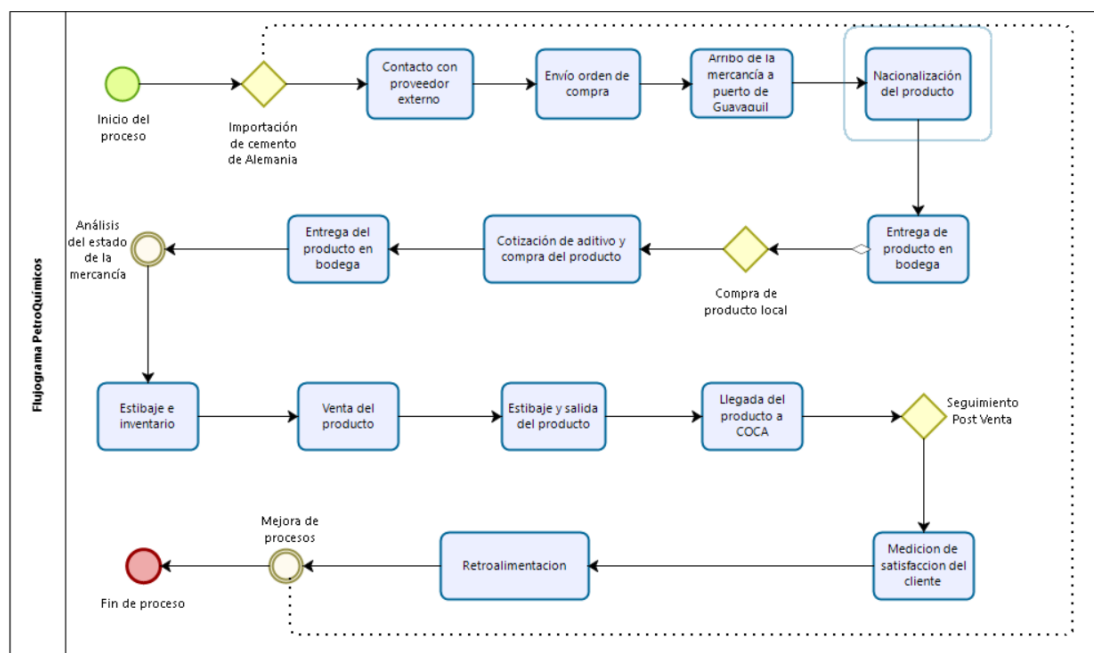 Flujograma PetroQuímicos
Inicio del
proceso
Importación
de cemento
de Alemania
Contacto con
proveedor
externo
Envío orden de
compra
Arribo de la
mercancía a
puerto de
Guayaquil
Nacionalización
del producto
Análisis
del estado
de la
mercancía
Entrega del
producto en
bodega
Cotización de aditivo y
compra del producto
Compra de
producto local
Entrega de
producto en
bodega
Estibaje e
inventario
Venta del
producto
Estibaje y salida
del producto
Llegada del
producto a
COCA
Seguimiento
Post Venta
Fin de proceso
Mejora de
procesos
Retroalimentacion
Medicion de
satisfaccion del
cliente